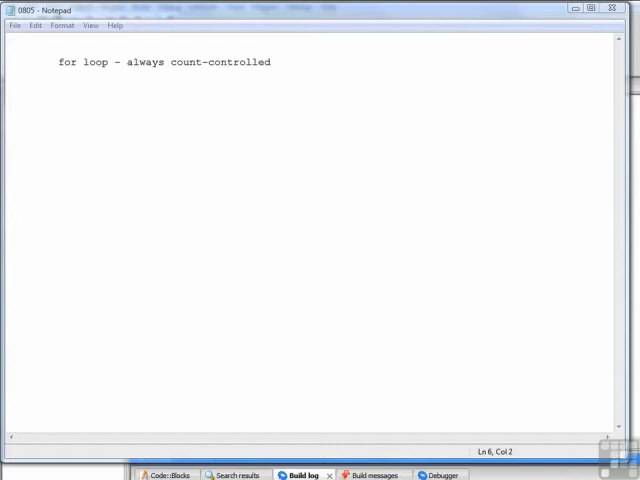 0805 - Notepad
File Edit Format View Help
for loop - always count-controlled
Ln 6, Col 2
Code::Blocks Search results Build log Build messages Debugger